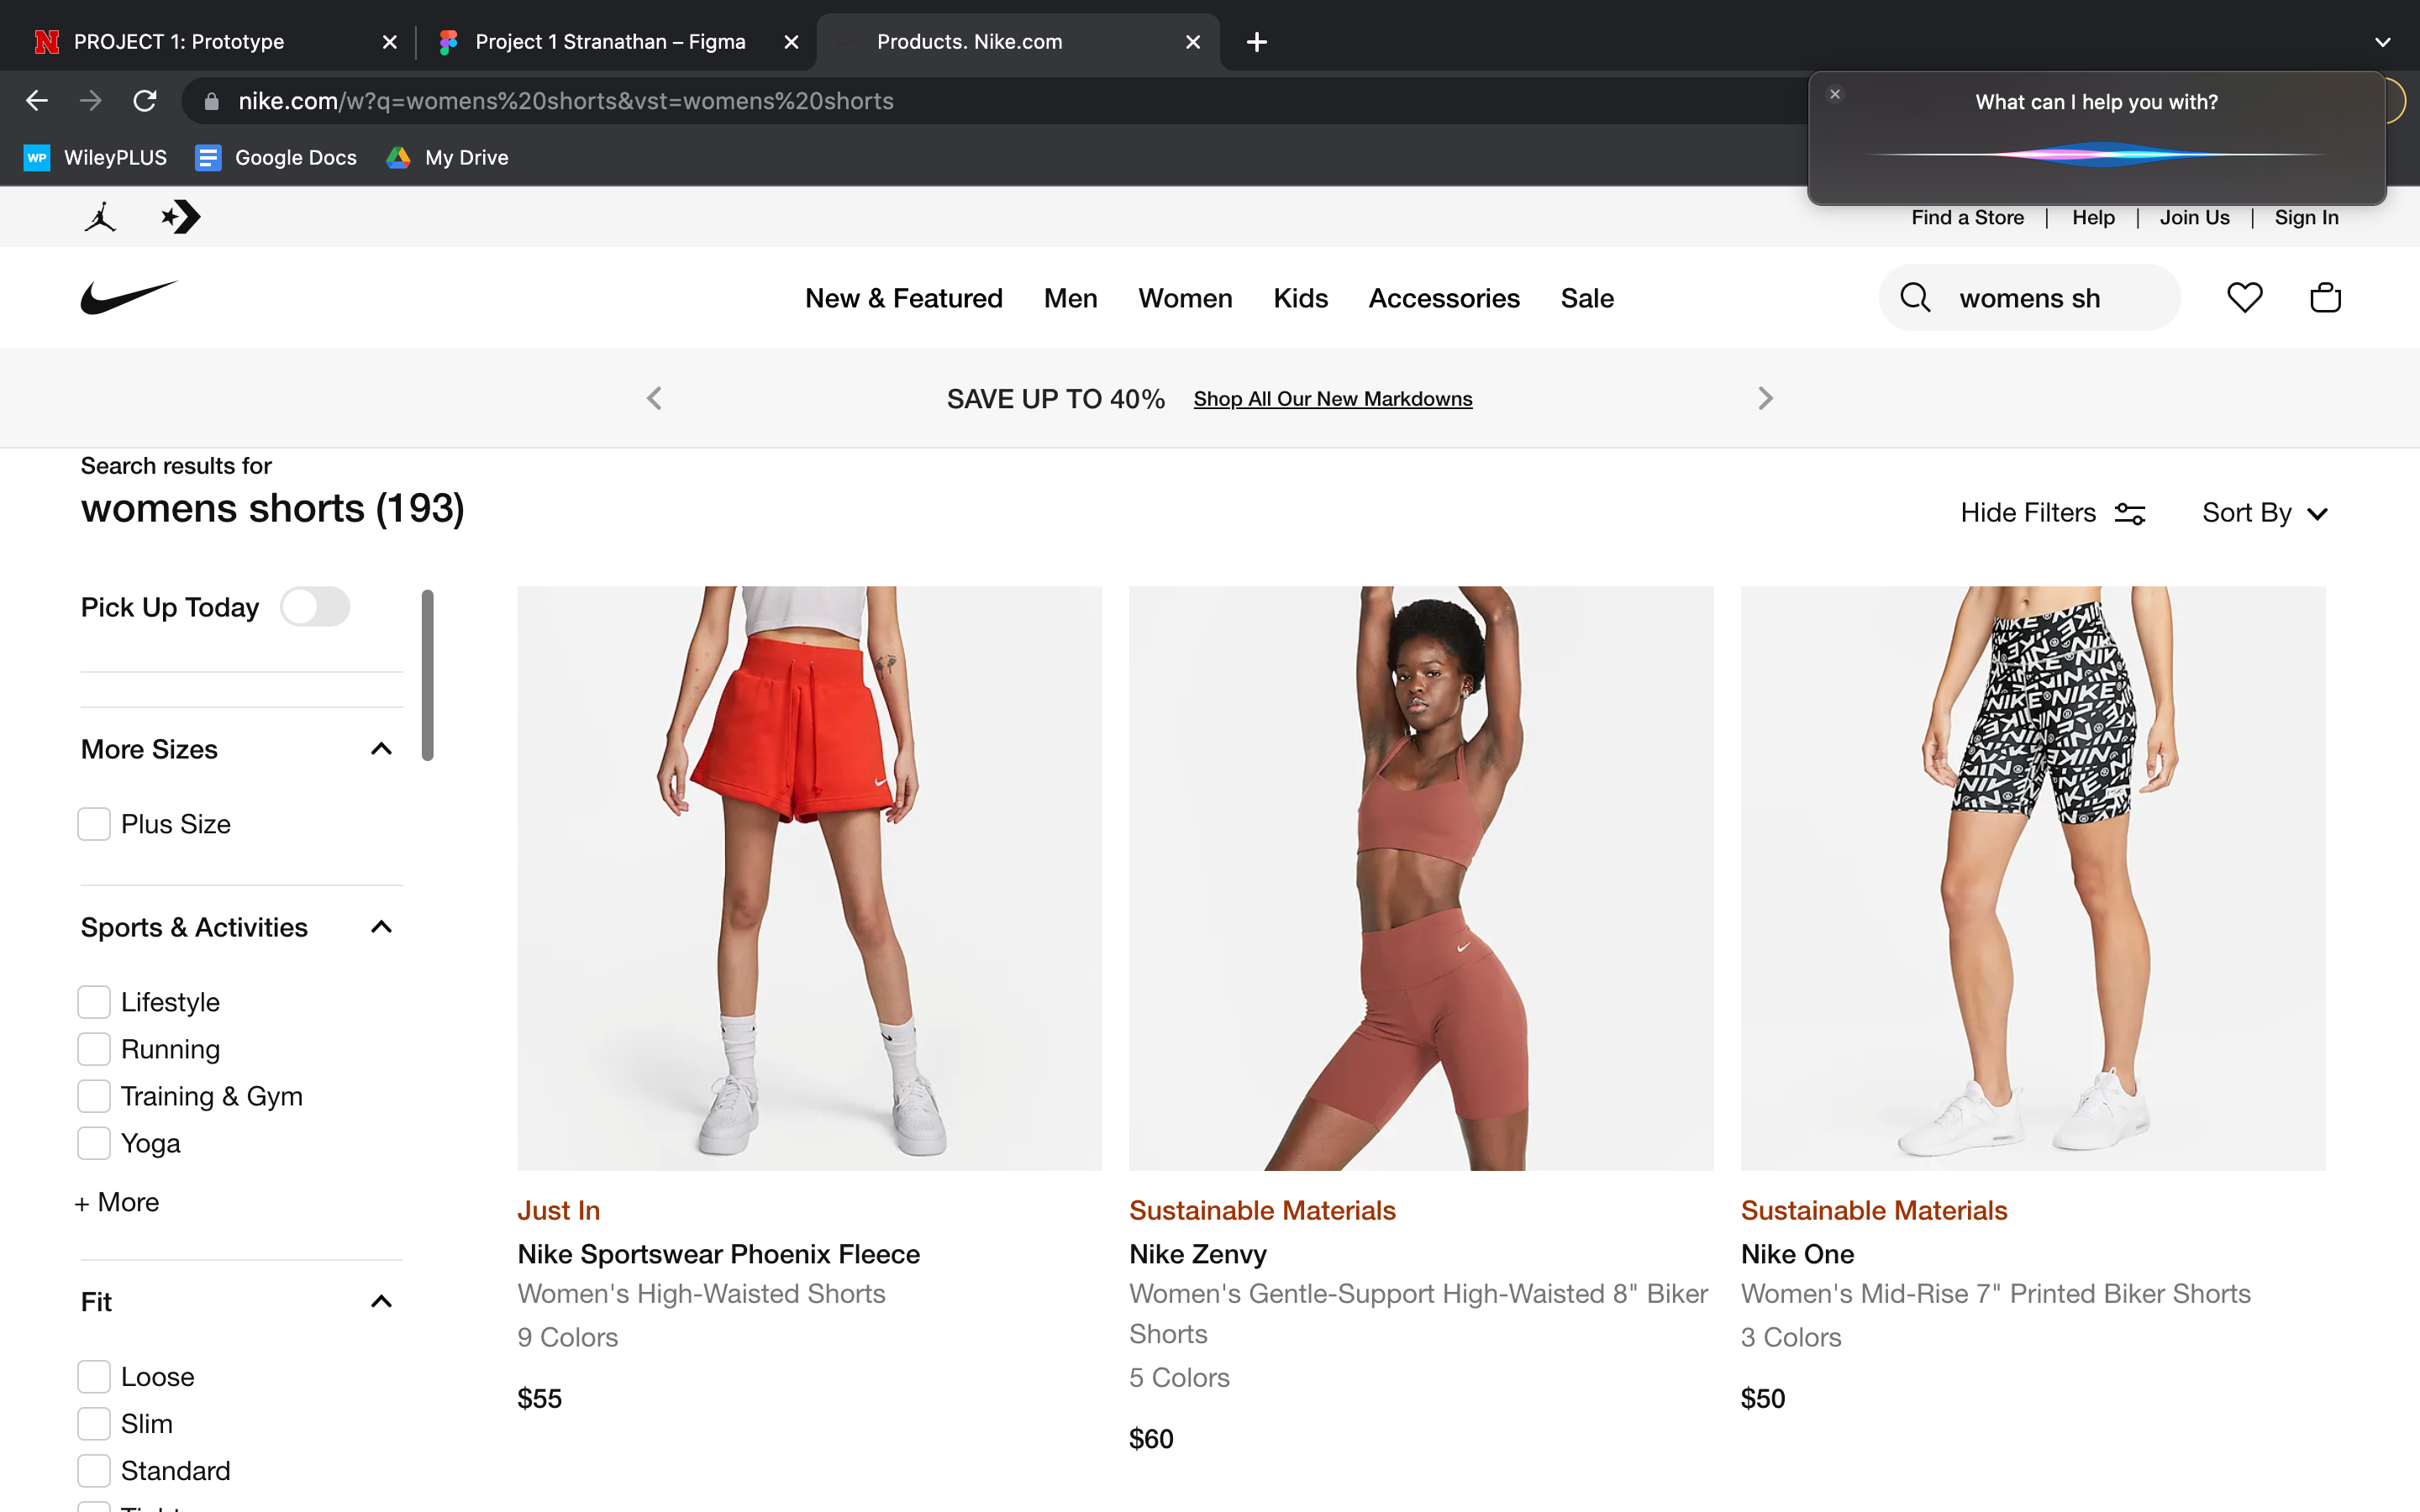 PROJECT 1: Prototype
Project 1 Stranathan – Figma
Products. Nike.com
nike.com/w?q=womens%20shorts&vst=womens%20shorts
What can I help you with?
WP WileyPLUS
Google Docs
My Drive
Find a Store | Help | Join Us | Sign In
New & Featured
Men
Women
Kids
Accessories
Sale
womens sh
SAVE UP TO 40% Shop All Our New Markdowns
Search results for
womens shorts (193)
Hide Filters
Sort By
Pick Up Today
More Sizes
Plus Size
Sports & Activities
Lifestyle
Running
Training & Gym
Yoga
+ More
Fit
Loose
Slim
Standard
Just In
Nike Sportswear Phoenix Fleece
Women's High-Waisted Shorts
9 Colors
$55
Sustainable Materials
Nike Zenvy
Women's Gentle-Support High-Waisted 8" Biker
Shorts
5 Colors
$60
Sustainable Materials
Nike One
Women's Mid-Rise 7" Printed Biker Shorts
3 Colors
$50